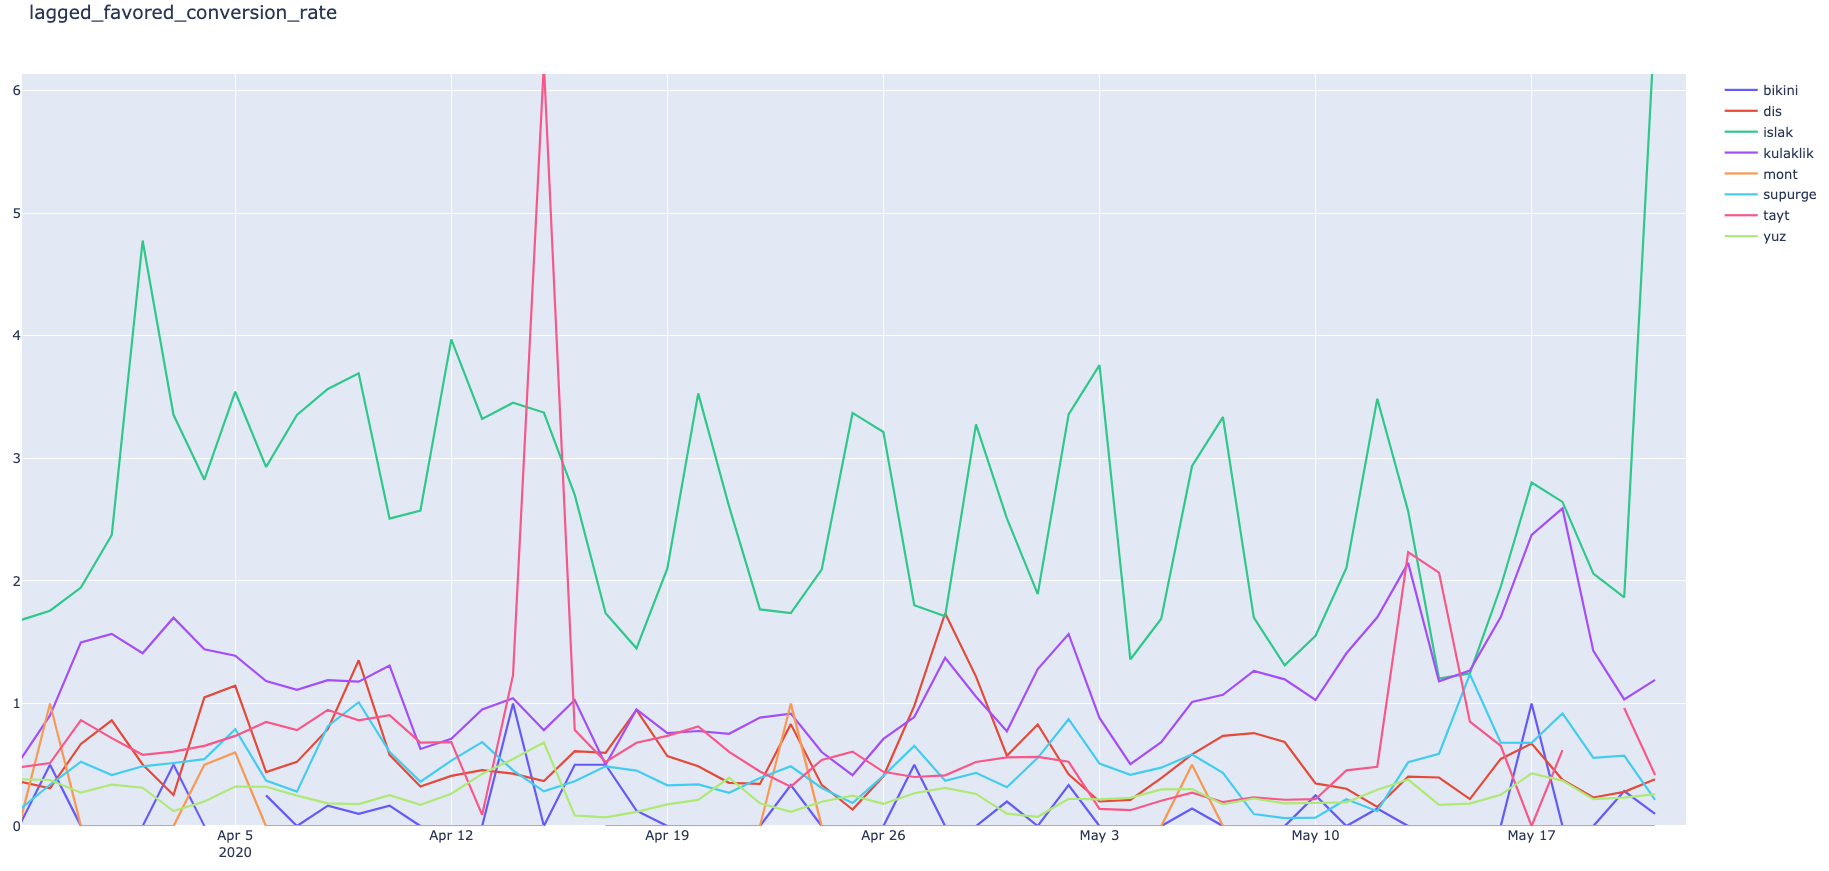 lagged_favored_conversion_rate
6
5
4
3
2
1
0
Apr 5
2020
Apr 12
Apr 19
Apr 26
May 3
May 10
May 17
bikini
dis
islak
kulaklik
mont
supurge
tayt
yuz